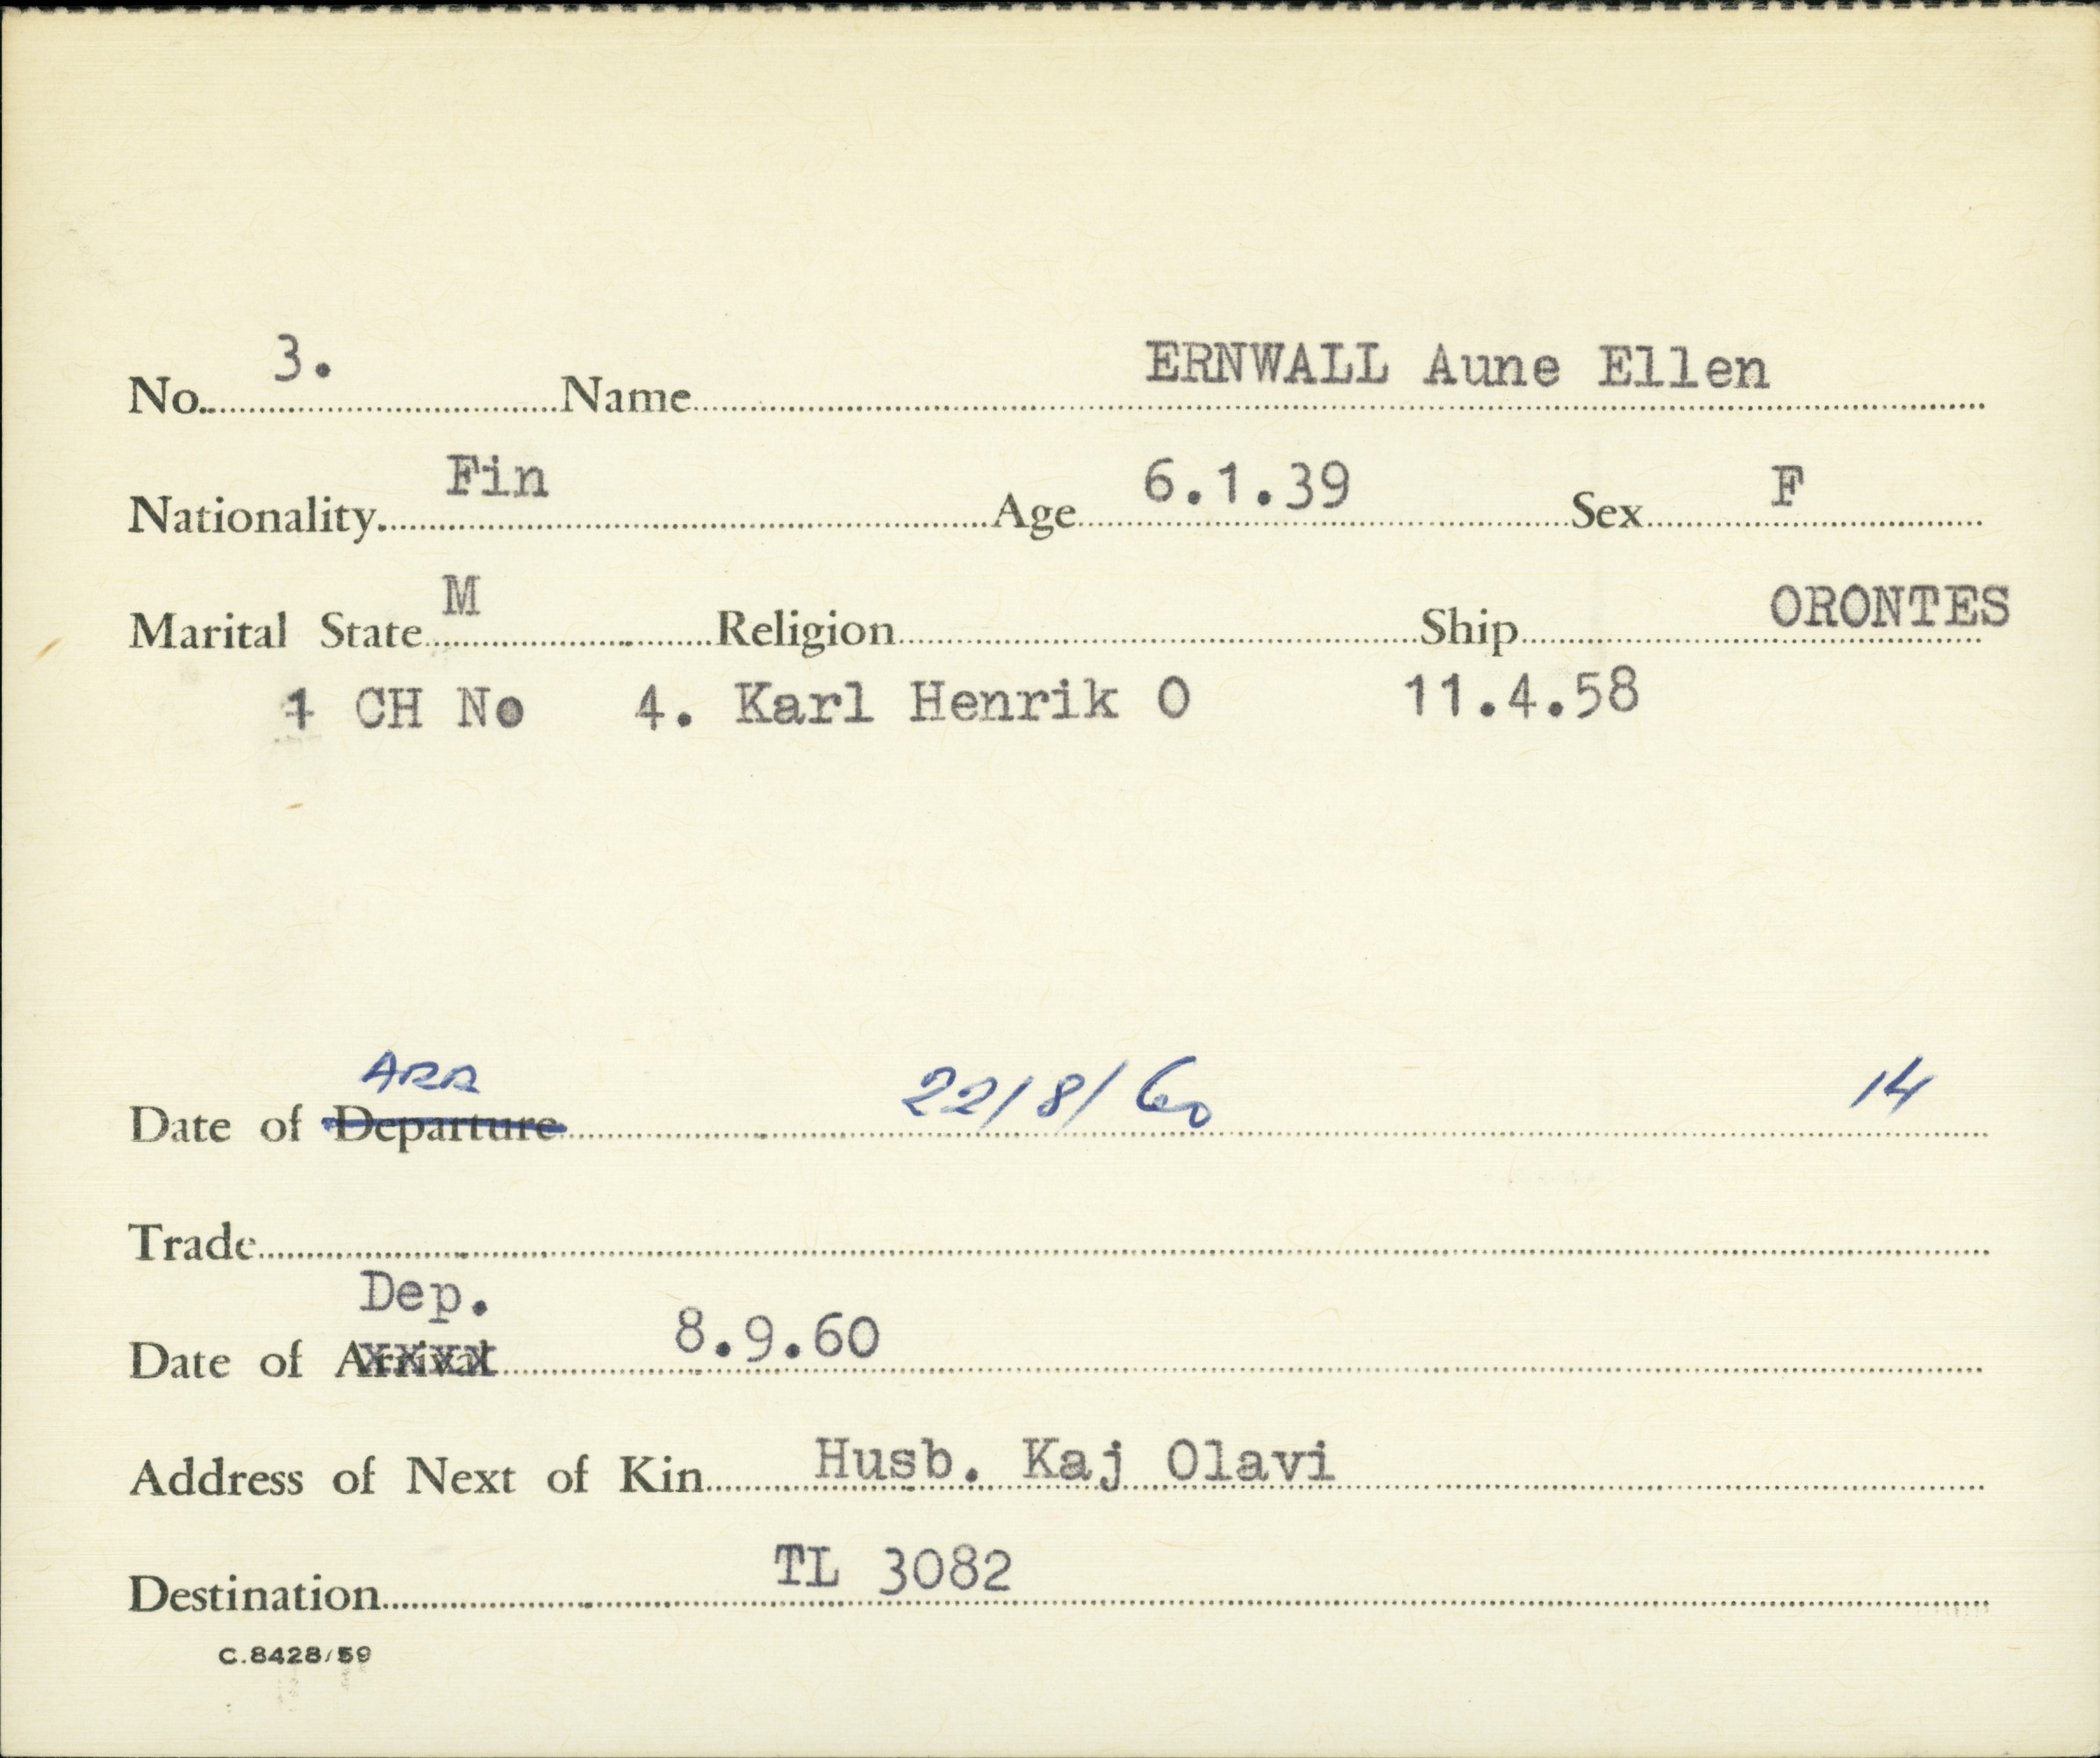 No. 3. Name ERNWALL Aune Ellen
Nationality Fin Age 6.1.39 Sex F
Marital State M Religion Ship ORONTES
1 CH No 4. Karl Henrik O 11.4.58
ARR
Date of Departure 22/8/60 14
Trade
Dep.
Date of Arrival 8.9.60
Address of Next of Kin Husb. Kaj Olavi
Destination TL 3082
C.8428/59